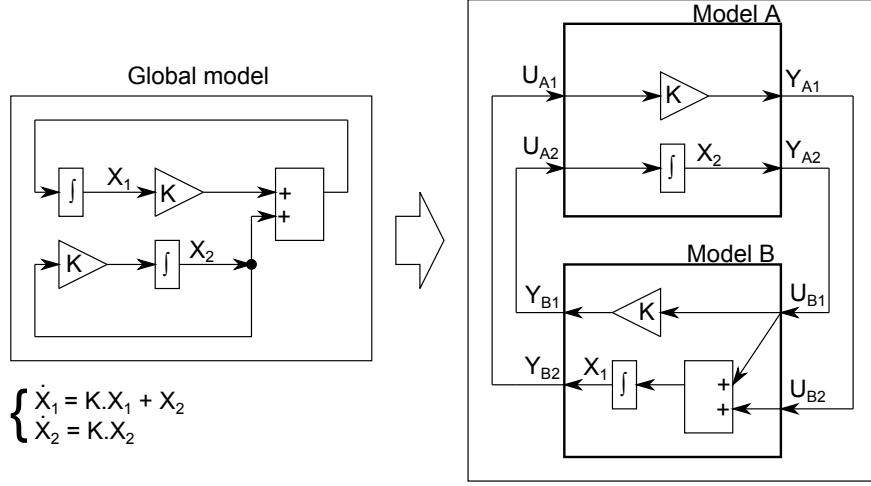 Global model
∫ X₁ K + +
K ∫ X₂
{ Ẋ₁ = K.X₁ + X₂
Ẋ₂ = K.X₂
Model A
U_A1 K Y_A1
U_A2 ∫ X₂ Y_A2
Model B
Y_B1 K U_B1
Y_B2 X₁ ∫ + + U_B2